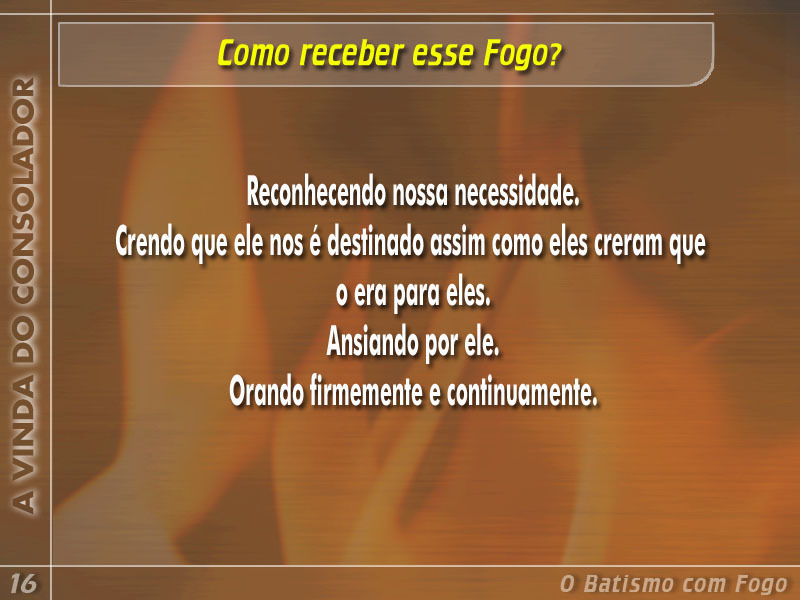 Como receber esse Fogo?
A VINDA DO CONSOLADOR
Reconhecendo nossa necessidade.
Crendo que ele nos é destinado assim como eles creram que
o era para eles.
Ansiando por ele.
Orando firmemente e continuamente.
16
O Batismo com Fogo